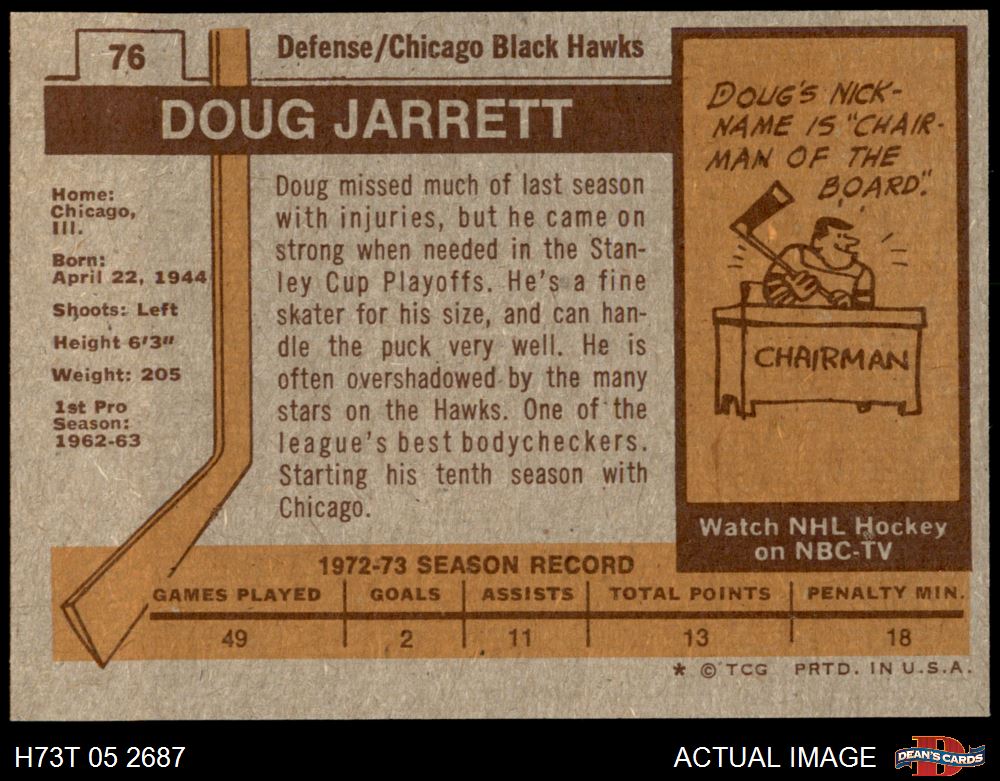 76
Defense/Chicago Black Hawks
DOUG JARRETT
Home:
Chicago,
Ill.
Born:
April 22, 1944
Shoots: Left
Height 6'3"
Weight: 205
1st Pro
Season:
1962-63
Doug missed much of last season
with injuries, but he came on
strong when needed in the Stan-
ley Cup Playoffs. He's a fine
skater for his size, and can han-
dle the puck very well. He is
often overshadowed by the many
stars on the Hawks. One of the
league's best bodycheckers.
Starting his tenth season with
Chicago.
DOUG'S NICK-
NAME IS "CHAIR-
MAN OF THE
BOARD."
CHAIRMAN
Watch NHL Hockey
on NBC-TV
1972-73 SEASON RECORD
GAMES PLAYED GOALS ASSISTS TOTAL POINTS PENALTY MIN.
49 2 11 13 18
* © TCG PRTD. IN U.S.A.
H73T 05 2687
ACTUAL IMAGE
DEAN'S CARDS